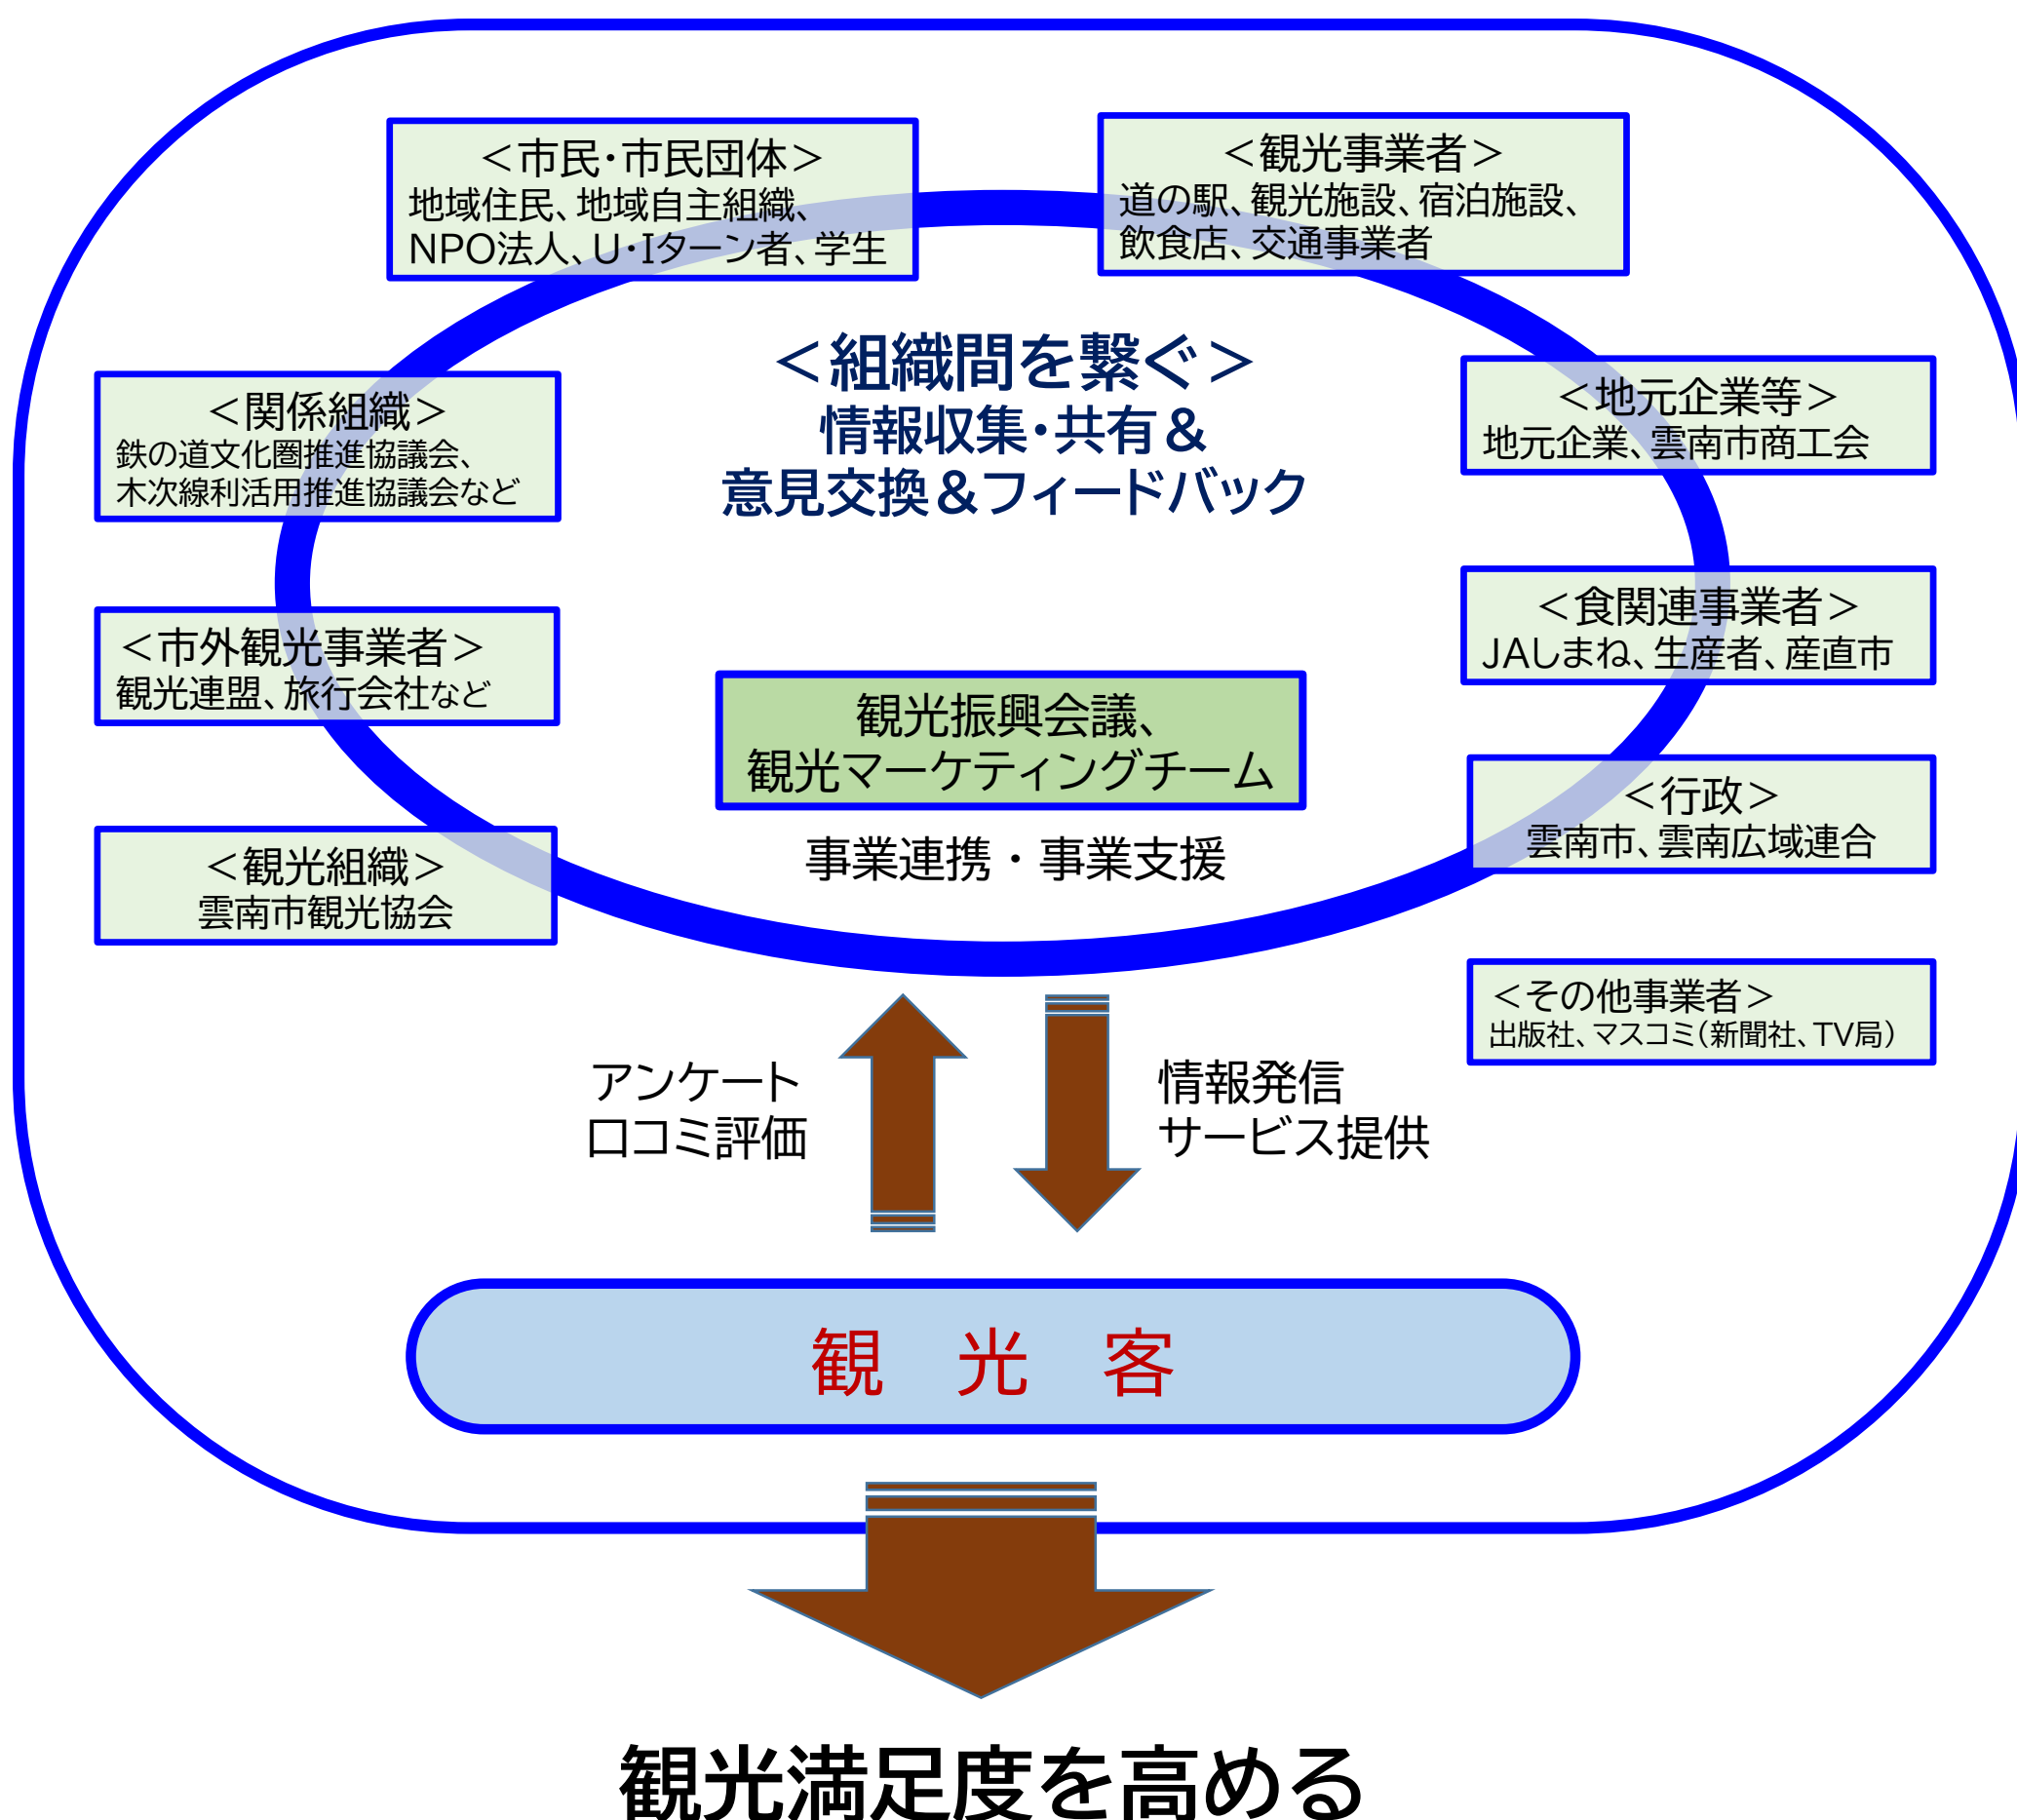 ＜市民・市民団体＞
地域住民、地域自主組織、
NPO法人、U・Iターン者、学生
＜観光事業者＞
道の駅、観光施設、宿泊施設、
飲食店、交通事業者
＜組織間を繋ぐ＞
情報収集・共有＆
意見交換＆フィードバック
＜関係組織＞
鉄の道文化圏推進協議会、
木次線利活用推進協議会など
＜地元企業等＞
地元企業、雲南市商工会
＜市外観光事業者＞
観光連盟、旅行会社など
＜食関連事業者＞
JAしまね、生産者、産直市
観光振興会議、
観光マーケティングチーム
事業連携・事業支援
＜行政＞
雲南市、雲南広域連合
＜観光組織＞
雲南市観光協会
＜その他事業者＞
出版社、マスコミ（新聞社、TV局）
アンケート
口コミ評価
情報発信
サービス提供
観　光　客
観光満足度を高める